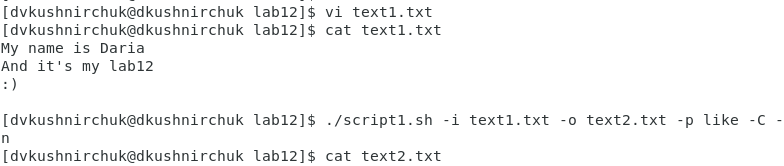 [dvkushnirchuk@dkushnirchuk lab12]$ vi text1.txt
[dvkushnirchuk@dkushnirchuk lab12]$ cat text1.txt
My name is Daria
And it's my lab12
:)
[dvkushnirchuk@dkushnirchuk lab12]$ ./script1.sh -i text1.txt -o text2.txt -p like -C -
n
[dvkushnirchuk@dkushnirchuk lab12]$ cat text2.txt